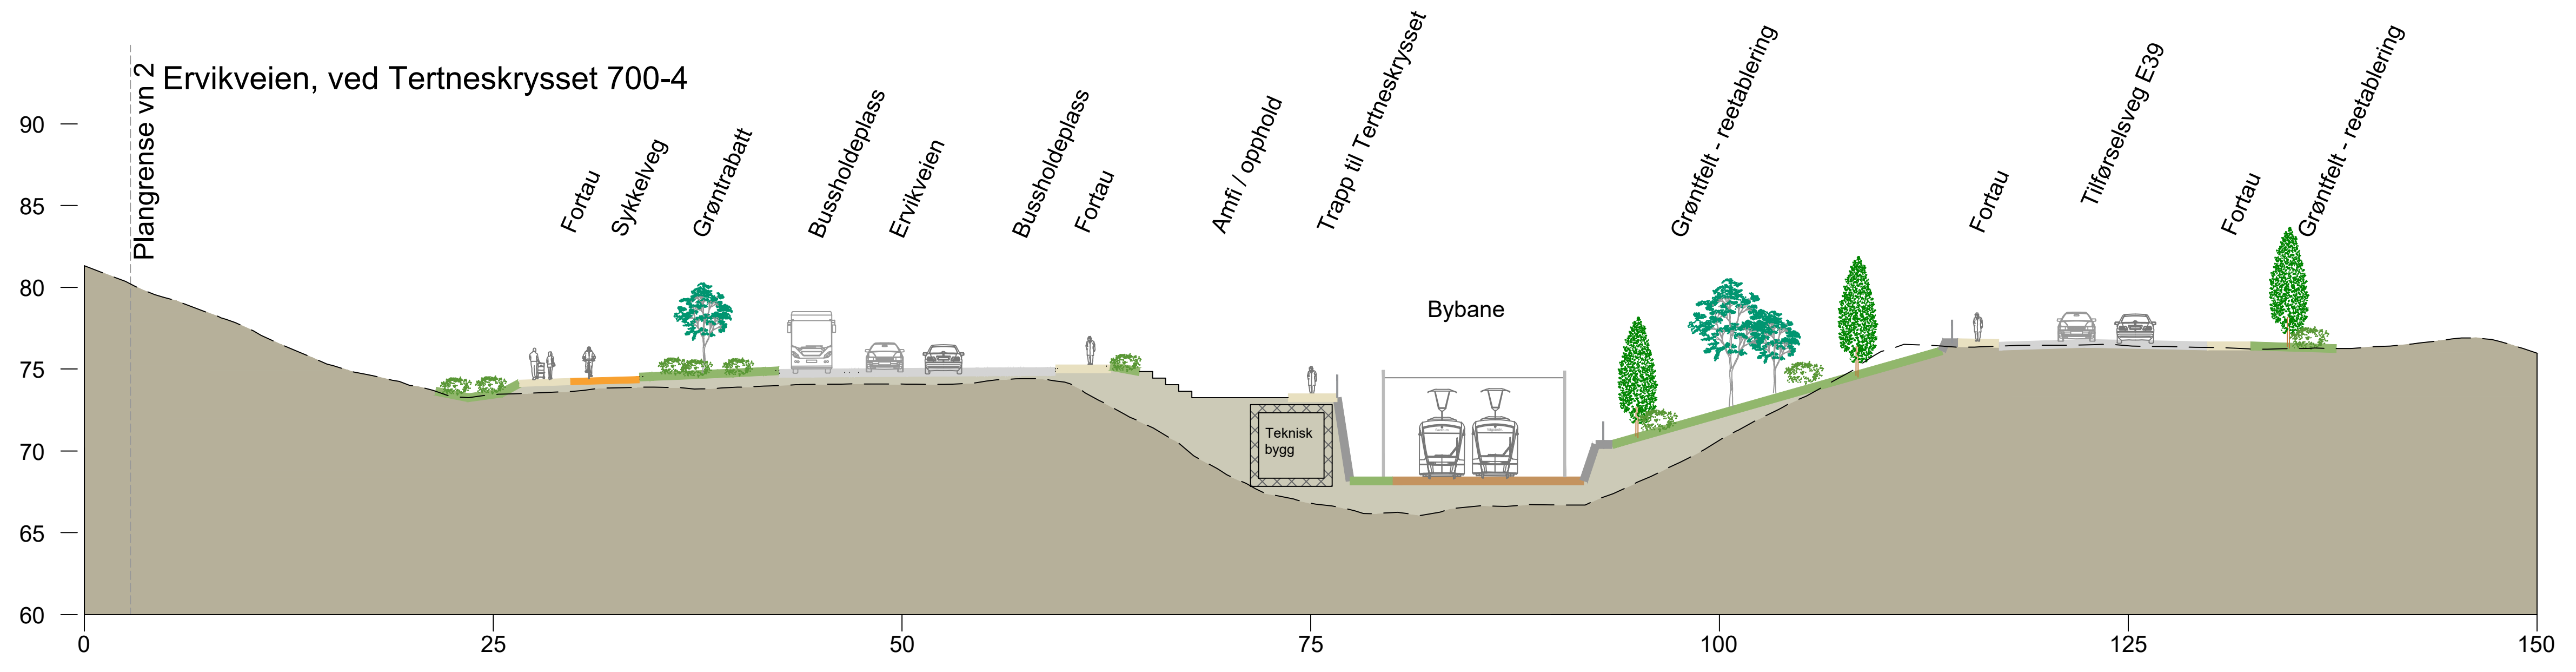 Ervikveien, ved Tertneskrysset 700-4
Plangrense vn 2
Fortau
Sykkelveg
Grøntrabatt
Bussholdeplass
Ervikveien
Bussholdeplass
Fortau
Amfi / opphold
Trapp til Tertneskrysset
Grøntfelt - reetablering
Fortau
Tilførselsveg E39
Fortau
Grøntfelt - reetablering
Bybane
Teknisk
bygg
90
85
80
75
70
65
60
0
25
50
75
100
125
150